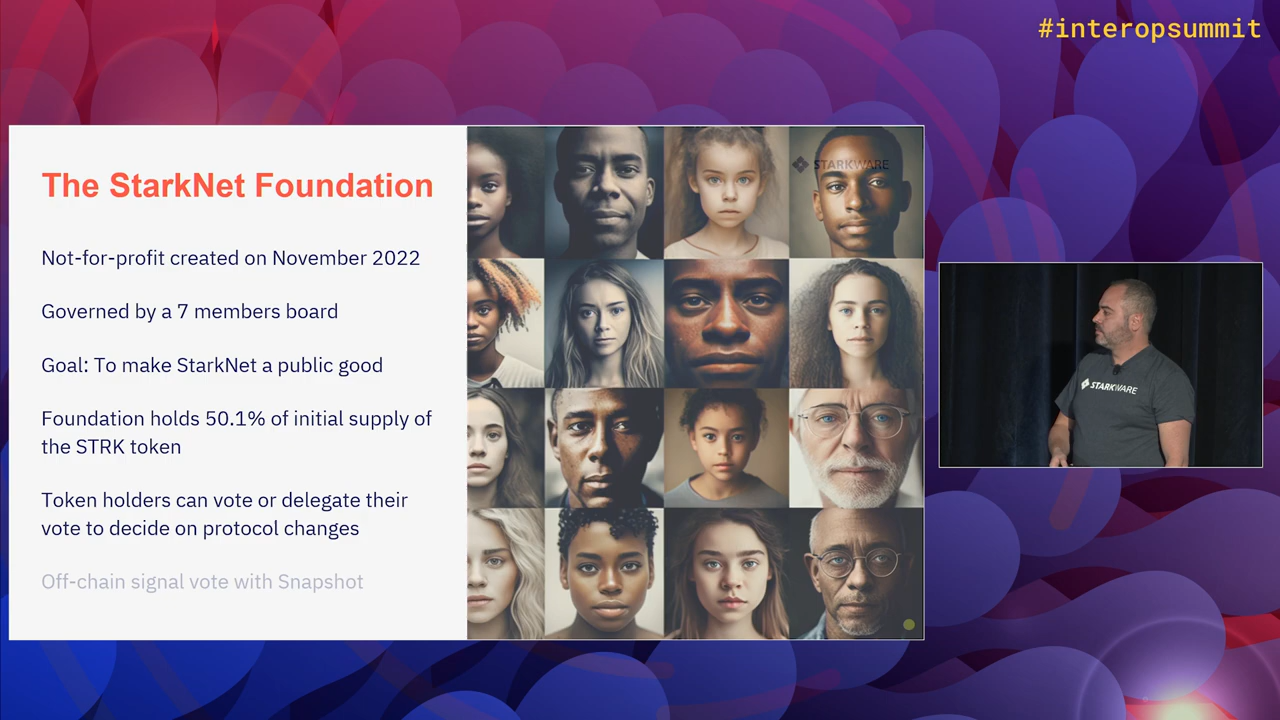 #interopsummit
The StarkNet Foundation
STARKWARE
Not-for-profit created on November 2022
Governed by a 7 members board
Goal: To make StarkNet a public good
Foundation holds 50.1% of initial supply of
the STRK token
Token holders can vote or delegate their
vote to decide on protocol changes
Off-chain signal vote with Snapshot
STARKWARE